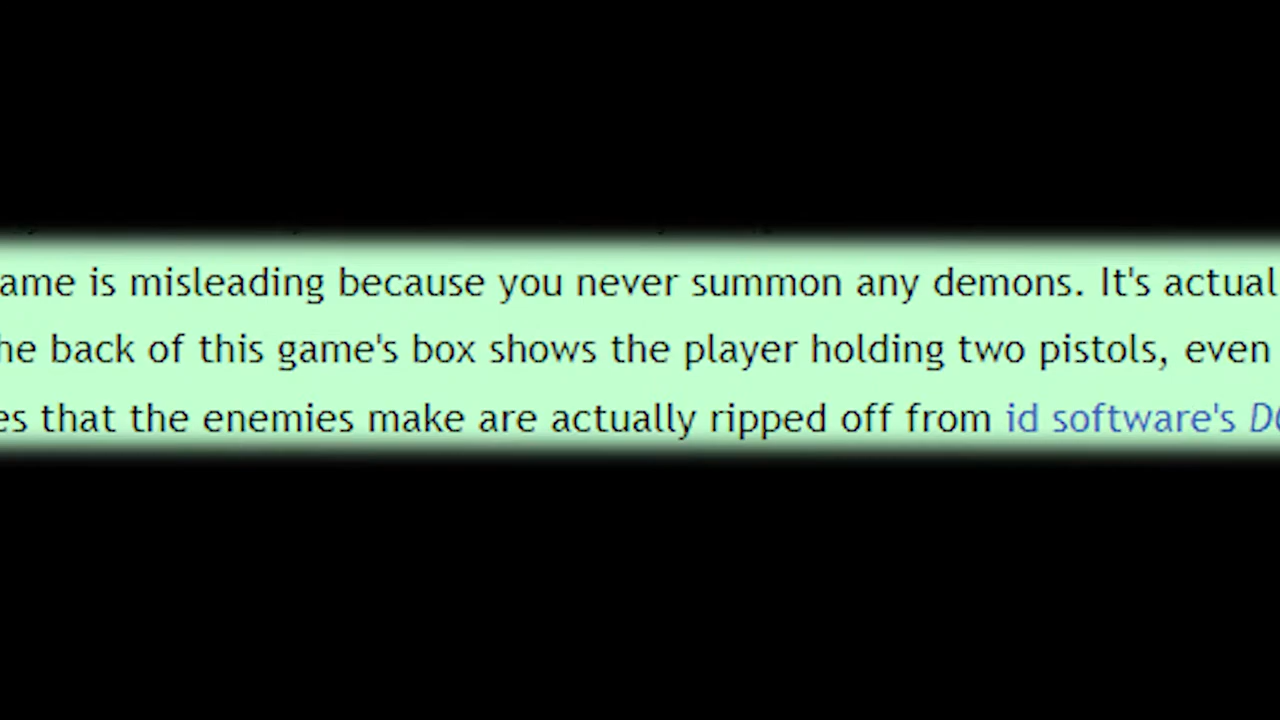 ame is misleading because you never summon any demons. It's actual
he back of this game's box shows the player holding two pistols, even
es that the enemies make are actually ripped off from id software's DO